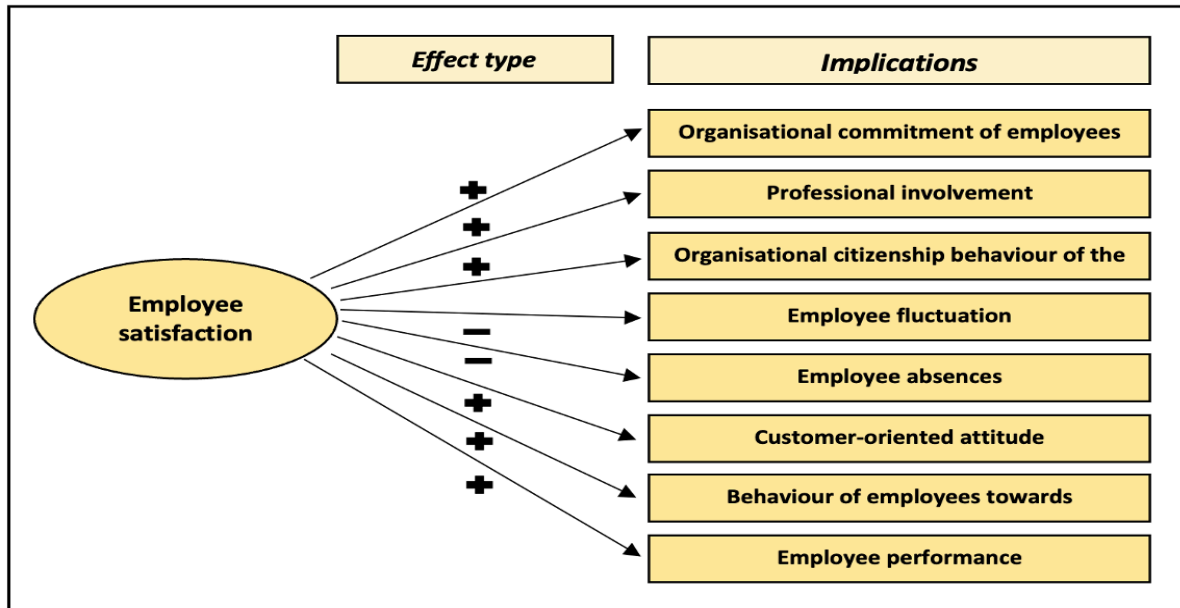 Effect type
Implications
Organisational commitment of employees
Professional involvement
Organisational citizenship behaviour of the
Employee fluctuation
Employee absences
Customer-oriented attitude
Behaviour of employees towards
Employee performance
Employee
satisfaction
+
+
+
−
−
+
+
+